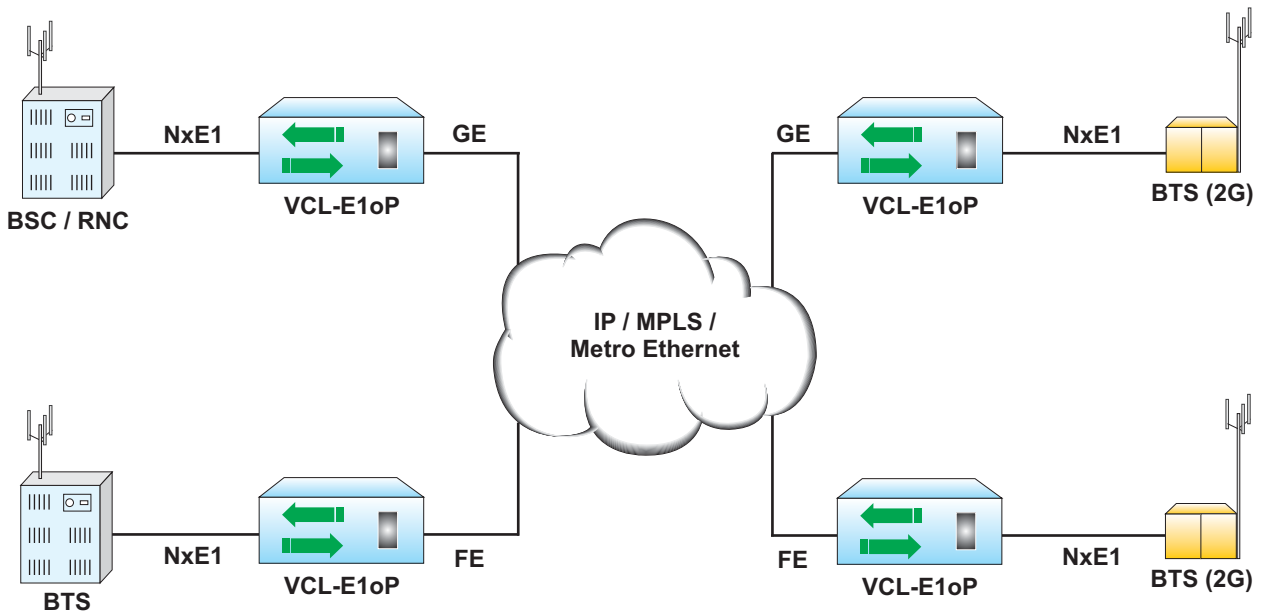 NxE1
GE
VCL-E1oP
BSC / RNC
GE
NxE1
VCL-E1oP
BTS (2G)
IP / MPLS /
Metro Ethernet
NxE1
FE
VCL-E1oP
BTS
FE
NxE1
VCL-E1oP
BTS (2G)